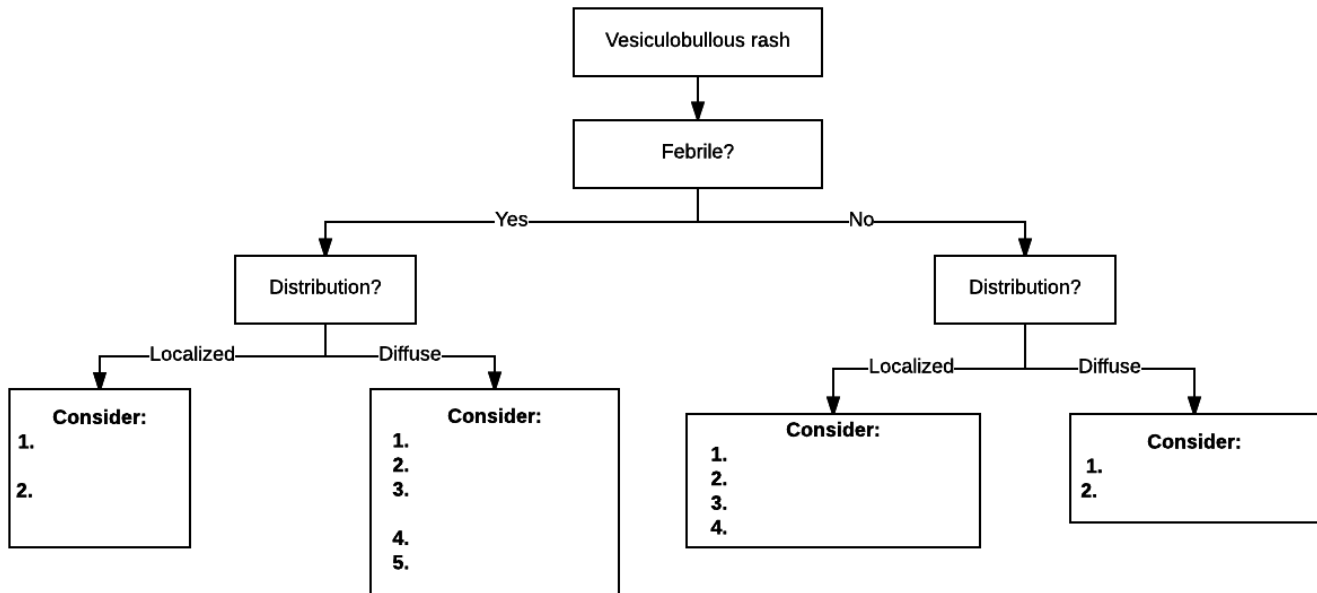 Vesiculobullous rash
Febrile?
Yes
No
Distribution?
Distribution?
Localized
Diffuse
Localized
Diffuse
Consider:
1.
2.
Consider:
1.
2.
3.
4.
5.
Consider:
1.
2.
3.
4.
Consider:
1.
2.